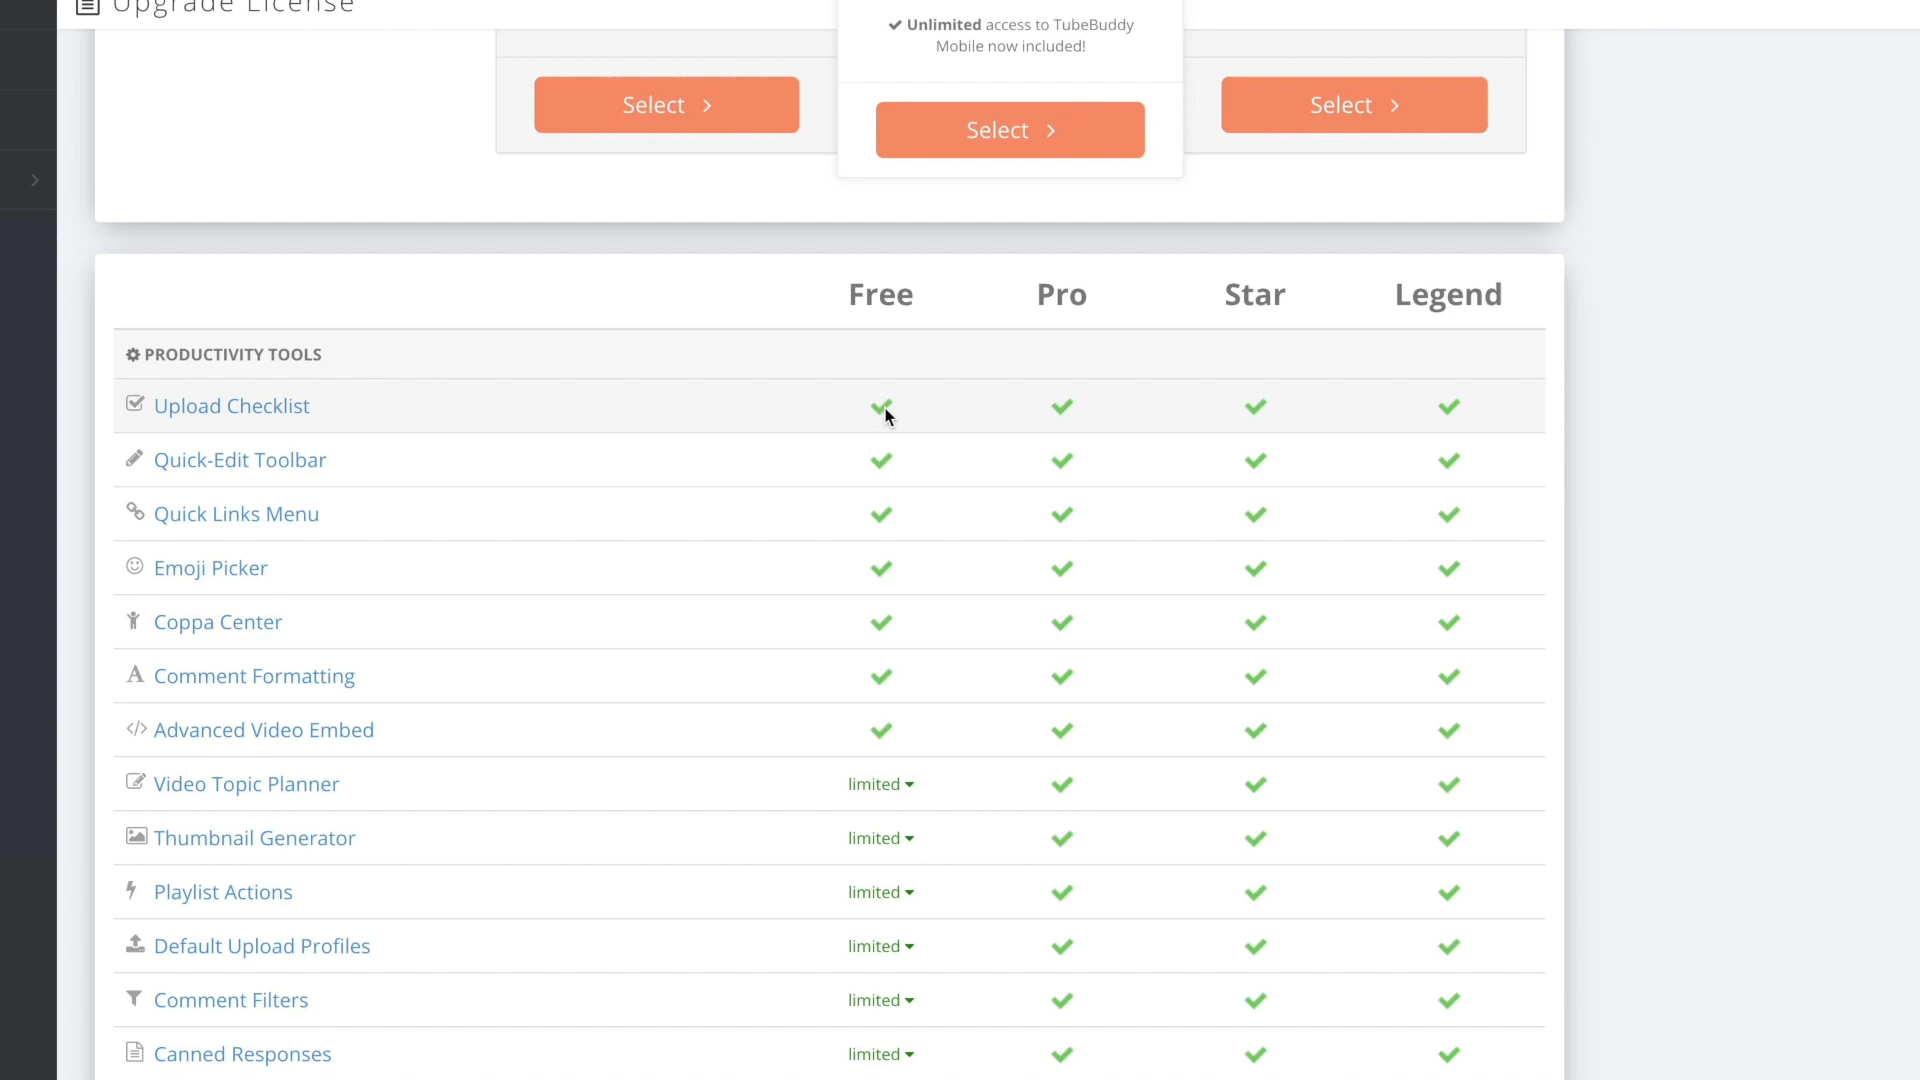 Upgrade License
Unlimited access to TubeBuddy
Mobile now included!
Select
Select
Select
Free Pro Star Legend
PRODUCTIVITY TOOLS
Upload Checklist
Quick-Edit Toolbar
Quick Links Menu
Emoji Picker
Coppa Center
Comment Formatting
Advanced Video Embed
Video Topic Planner limited
Thumbnail Generator limited
Playlist Actions limited
Default Upload Profiles limited
Comment Filters limited
Canned Responses limited